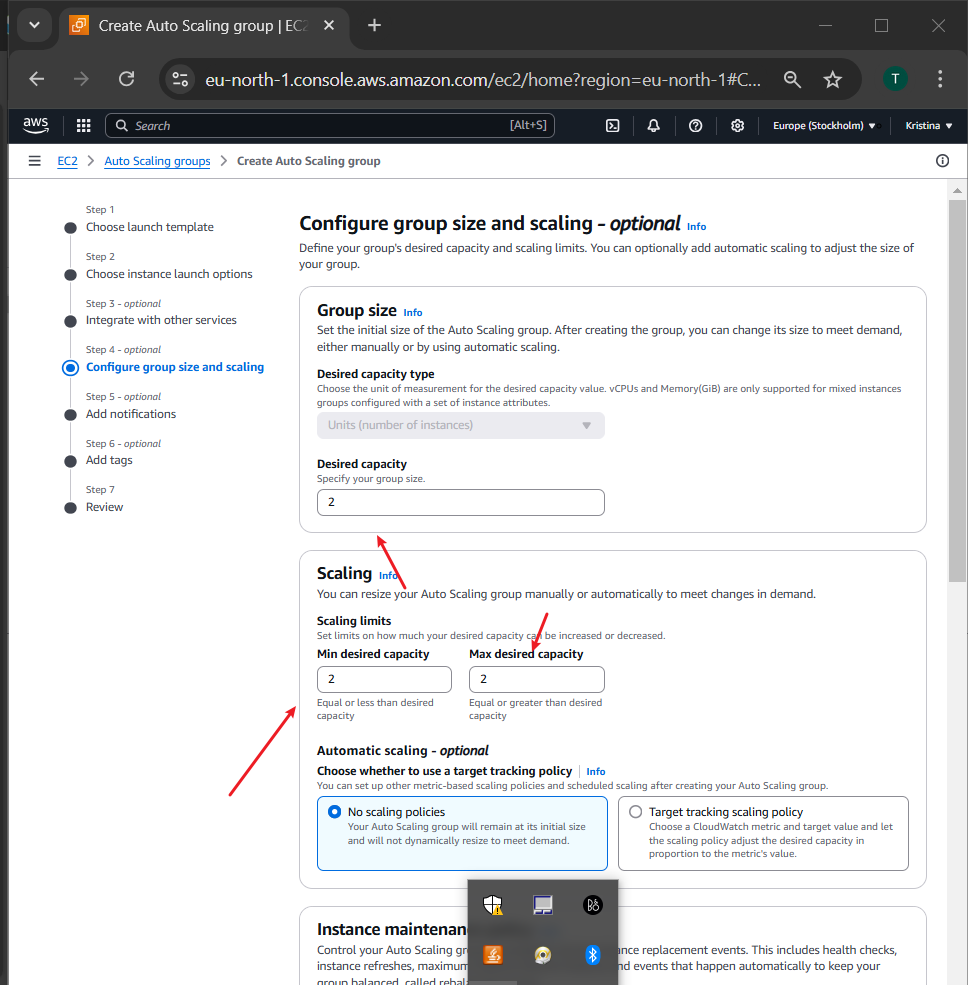 Create Auto Scaling group | EC2
eu-north-1.console.aws.amazon.com/ec2/home?region=eu-north-1#C...
T
aws
Search
[Alt+S]
Europe (Stockholm)
Kristina
EC2
Auto Scaling groups
Create Auto Scaling group
Step 1
Choose launch template
Step 2
Choose instance launch options
Step 3 - optional
Integrate with other services
Step 4 - optional
Configure group size and scaling
Step 5 - optional
Add notifications
Step 6 - optional
Add tags
Step 7
Review
Configure group size and scaling - optional Info
Define your group's desired capacity and scaling limits. You can optionally add automatic scaling to adjust the size of
your group.
Group size Info
Set the initial size of the Auto Scaling group. After creating the group, you can change its size to meet demand,
either manually or by using automatic scaling.
Desired capacity type
Choose the unit of measurement for the desired capacity value. vCPUs and Memory(GiB) are only supported for mixed instances
groups configured with a set of instance attributes.
Units (number of instances)
Desired capacity
Specify your group size.
2
Scaling Info
You can resize your Auto Scaling group manually or automatically to meet changes in demand.
Scaling limits
Set limits on how much your desired capacity can be increased or decreased.
Min desired capacity
2
Equal or less than desired
capacity
Max desired capacity
2
Equal or greater than desired
capacity
Automatic scaling - optional
Choose whether to use a target tracking policy Info
You can set up other metric-based scaling policies and scheduled scaling after creating your Auto Scaling group.
No scaling policies
Your Auto Scaling group will remain at its initial size
and will not dynamically resize to meet demand.
Target tracking scaling policy
Choose a CloudWatch metric and target value and let
the scaling policy adjust the desired capacity in
proportion to the metric's value.
Instance maintenan
Control your Auto Scaling gr
nce replacement events. This includes health checks,
instance refreshes, maximum
nd events that happen automatically to keep your
group balanced, called reba